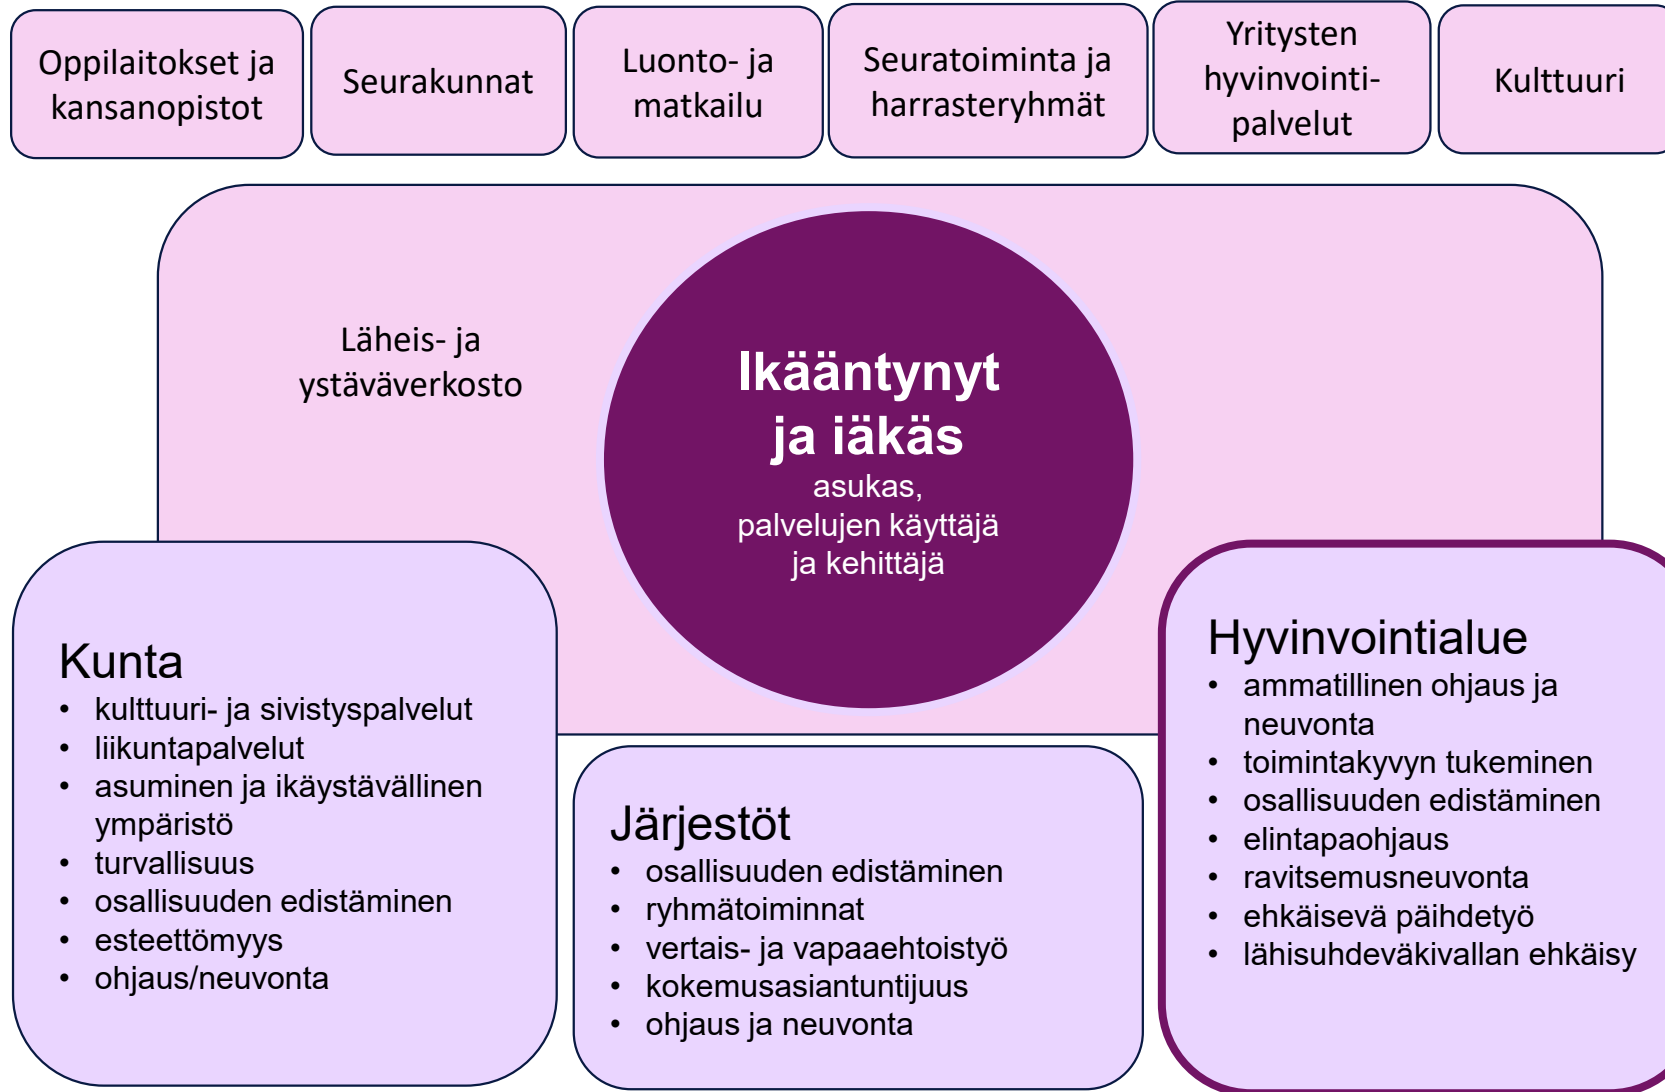 Oppilaitokset ja
kansanopistot
Seurakunnat
Luonto- ja
matkailu
Seuratoiminta ja
harrasteryhmät
Yritysten
hyvinvointi-
palvelut
Kulttuuri
Läheis- ja
ystäväverkosto
Ikääntynyt
ja iäkäs
asukas,
palvelujen käyttäjä
ja kehittäjä
Kunta
• kulttuuri- ja sivistyspalvelut
• liikuntapalvelut
• asuminen ja ikäystävällinen
ympäristö
• turvallisuus
• osallisuuden edistäminen
• esteettömyys
• ohjaus/neuvonta
Järjestöt
• osallisuuden edistäminen
• ryhmätoiminnat
• vertais- ja vapaaehtoistyö
• kokemusasiantuntijuus
• ohjaus ja neuvonta
Hyvinvointialue
• ammatillinen ohjaus ja
neuvonta
• toimintakyvyn tukeminen
• osallisuuden edistäminen
• elintapaohjaus
• ravitsemusneuvonta
• ehkäisevä päihdetyö
• lähisuhdeväkivallan ehkäisy